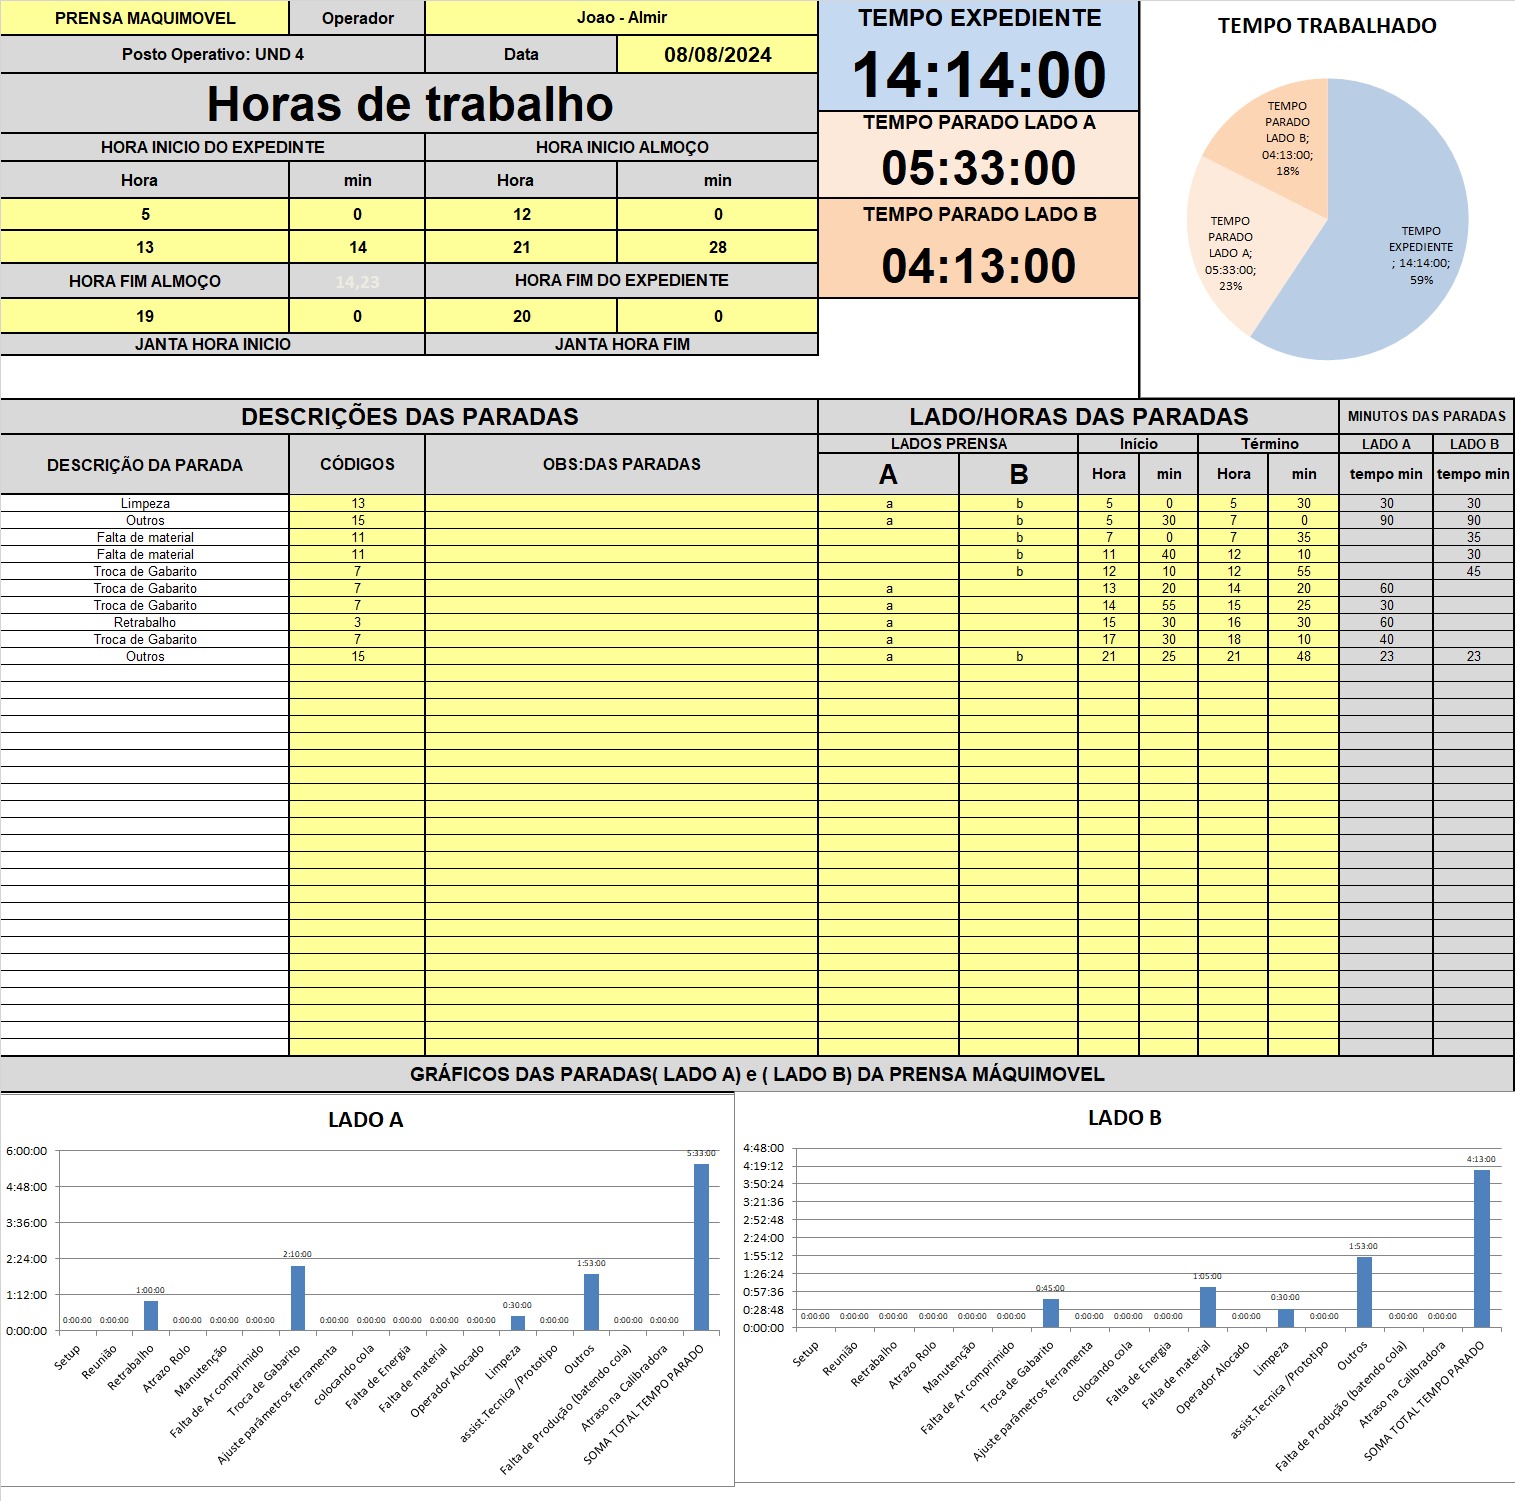 PRENSA MAQUIMOVEL Operador Joao - Almir
Posto Operativo: UND 4 Data 08/08/2024
Horas de trabalho
HORA INICIO DO EXPEDINTE HORA INICIO ALMOÇO
Hora min Hora min
5 0 12 0
13 14 21 28
HORA FIM ALMOÇO 14,23 HORA FIM DO EXPEDIENTE
19 0 20 0
JANTA HORA INICIO JANTA HORA FIM
TEMPO EXPEDIENTE
14:14:00
TEMPO PARADO LADO A
05:33:00
TEMPO PARADO LADO B
04:13:00
TEMPO TRABALHADO
TEMPO
PARADO
LADO B;
04:13:00;
18%
TEMPO
PARADO
LADO A;
05:33:00;
23%
TEMPO
EXPEDIENTE
; 14:14:00;
59%
DESCRIÇÕES DAS PARADAS LADO/HORAS DAS PARADAS MINUTOS DAS PARADAS
DESCRIÇÃO DA PARADA CÓDIGOS OBS:DAS PARADAS LADOS PRENSA Início Término LADO A LADO B
A B Hora min Hora min tempo min tempo min
Limpeza 13 a b 5 0 5 30 30 30
Outros 15 a b 5 30 7 0 90 90
Falta de material 11 b 7 0 7 35 35
Falta de material 11 b 11 40 12 10 30
Troca de Gabarito 7 b 12 10 12 55 45
Troca de Gabarito 7 a 13 20 14 20 60
Troca de Gabarito 7 a 14 55 15 25 30
Retrabalho 3 a 15 30 16 30 60
Troca de Gabarito 7 a 17 30 18 10 40
Outros 15 a b 21 25 21 48 23 23
GRÁFICOS DAS PARADAS( LADO A) e ( LADO B) DA PRENSA MÁQUIMOVEL
LADO A
6:00:00
4:48:00
3:36:00
2:24:00
1:12:00
0:00:00
0:00:00 0:00:00 1:00:00 0:00:00 0:00:00 0:00:00 2:10:00 0:00:00 0:00:00 0:00:00 0:00:00 0:00:00 0:30:00 0:00:00 1:53:00 0:00:00 0:00:00 5:33:00
Setup
Reunião
Retrabalho
Atrazo Rolo
Manutenção
Falta de Ar comprimido
Troca de Gabarito
Ajuste parâmetros ferramenta
colocando cola
Falta de Energia
Falta de material
Operador Alocado
Limpeza
assist.Tecnica /Prototipo
Outros
Falta de Produção (batendo cola)
Atraso na Calibradora
SOMA TOTAL TEMPO PARADO
LADO B
4:48:00
4:19:12
3:50:24
3:21:36
2:52:48
2:24:00
1:55:12
1:26:24
0:57:36
0:28:48
0:00:00
0:00:00 0:00:00 0:00:00 0:00:00 0:00:00 0:00:00 0:45:00 0:00:00 0:00:00 0:00:00 1:05:00 0:00:00 0:30:00 0:00:00 1:53:00 0:00:00 0:00:00 4:13:00
Setup
Reunião
Retrabalho
Atrazo Rolo
Manutenção
Falta de Ar comprimido
Troca de Gabarito
Ajuste parâmetros ferramenta
colocando cola
Falta de Energia
Falta de material
Operador Alocado
Limpeza
assist.Tecnica /Prototipo
Outros
Falta de Produção (batendo cola)
Atraso na Calibradora
SOMA TOTAL TEMPO PARADO